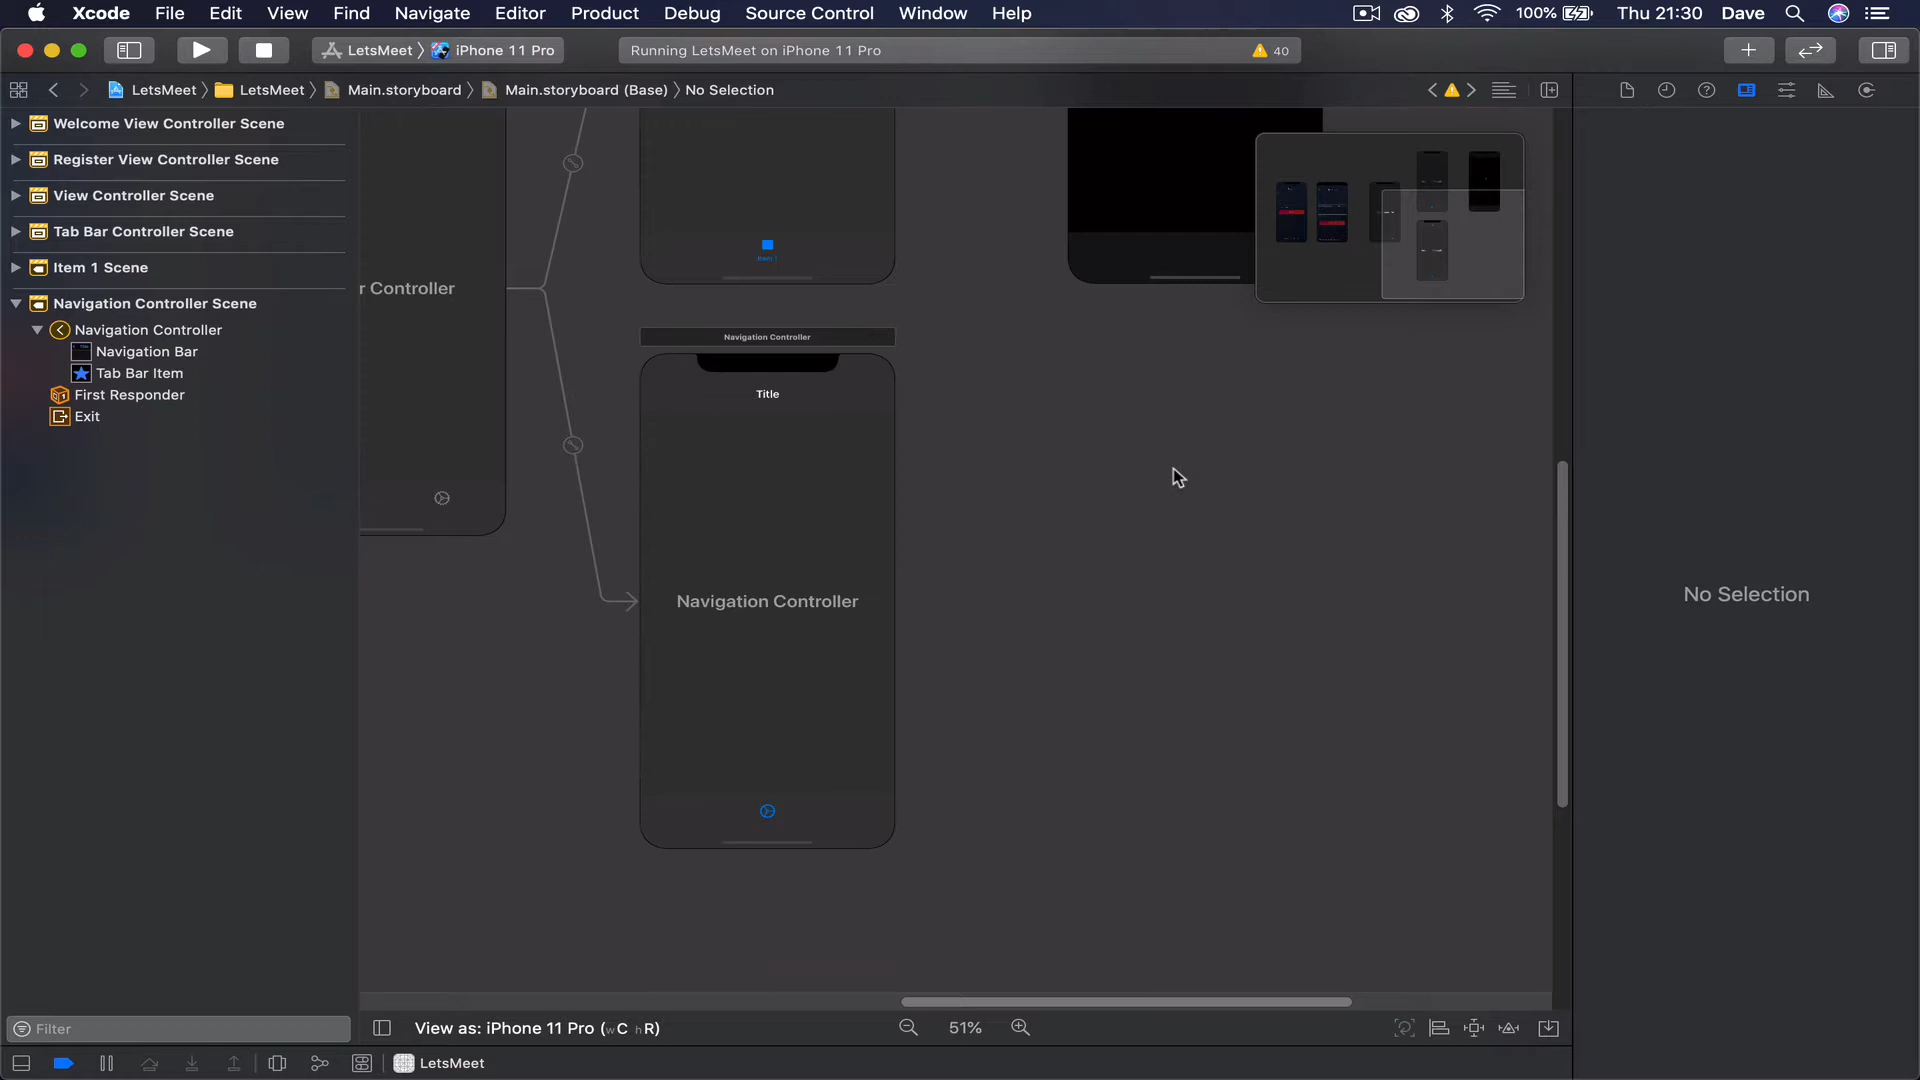 Xcode File Edit View Find Navigate Editor Product Debug Source Control Window Help 100% Thu 21:30 Dave
LetsMeet iPhone 11 Pro Running LetsMeet on iPhone 11 Pro 40
LetsMeet LetsMeet Main.storyboard Main.storyboard (Base) No Selection
Welcome View Controller Scene
Register View Controller Scene
View Controller Scene
Tab Bar Controller Scene
Item 1 Scene
Navigation Controller Scene
Navigation Controller
Navigation Bar
Tab Bar Item
First Responder
Exit
Item 1
r Controller
Navigation Controller
Title
Navigation Controller
No Selection
Filter
View as: iPhone 11 Pro (wC hR)
51%
LetsMeet